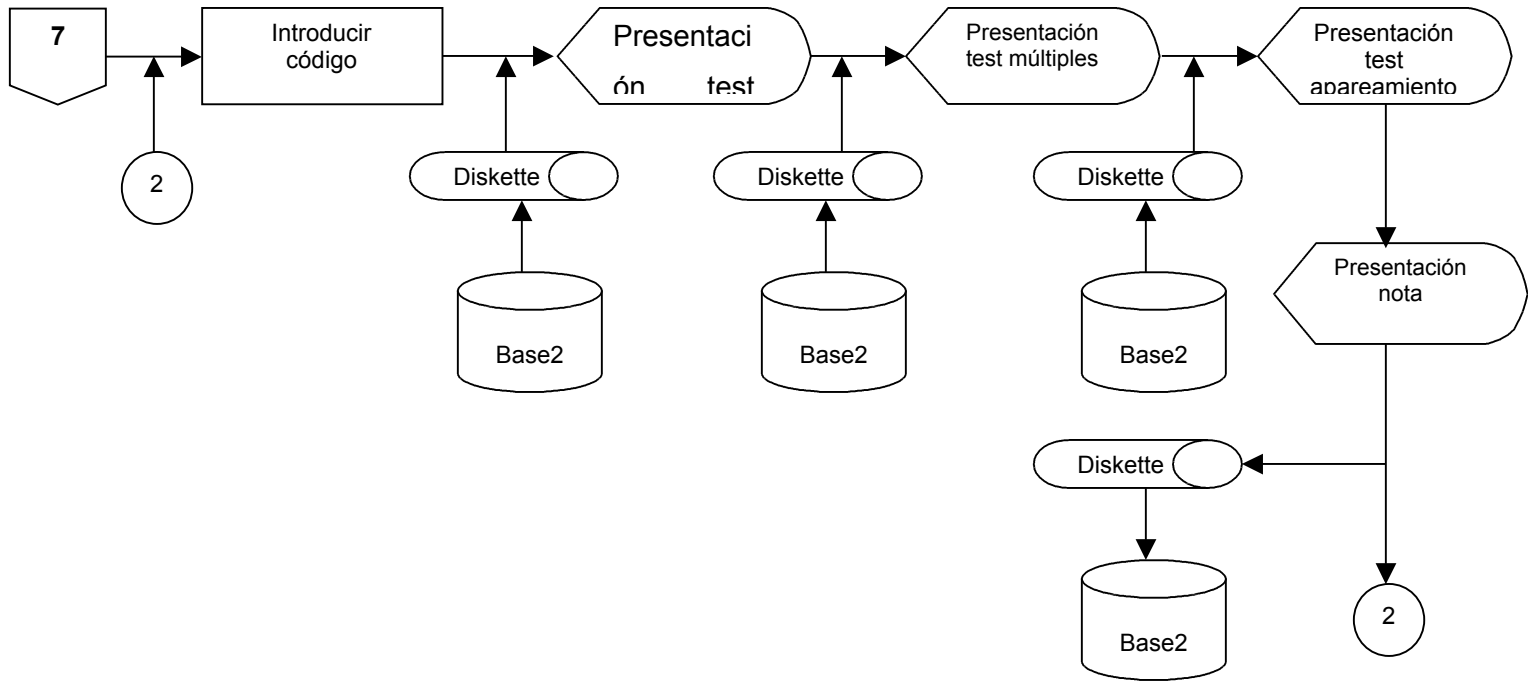 7
Introducir
código
Presentaci
ón test
Presentación
test múltiples
Presentación
test
apareamiento
2
Diskette
Diskette
Diskette
Base2
Base2
Base2
Presentación
nota
Diskette
Base2
2